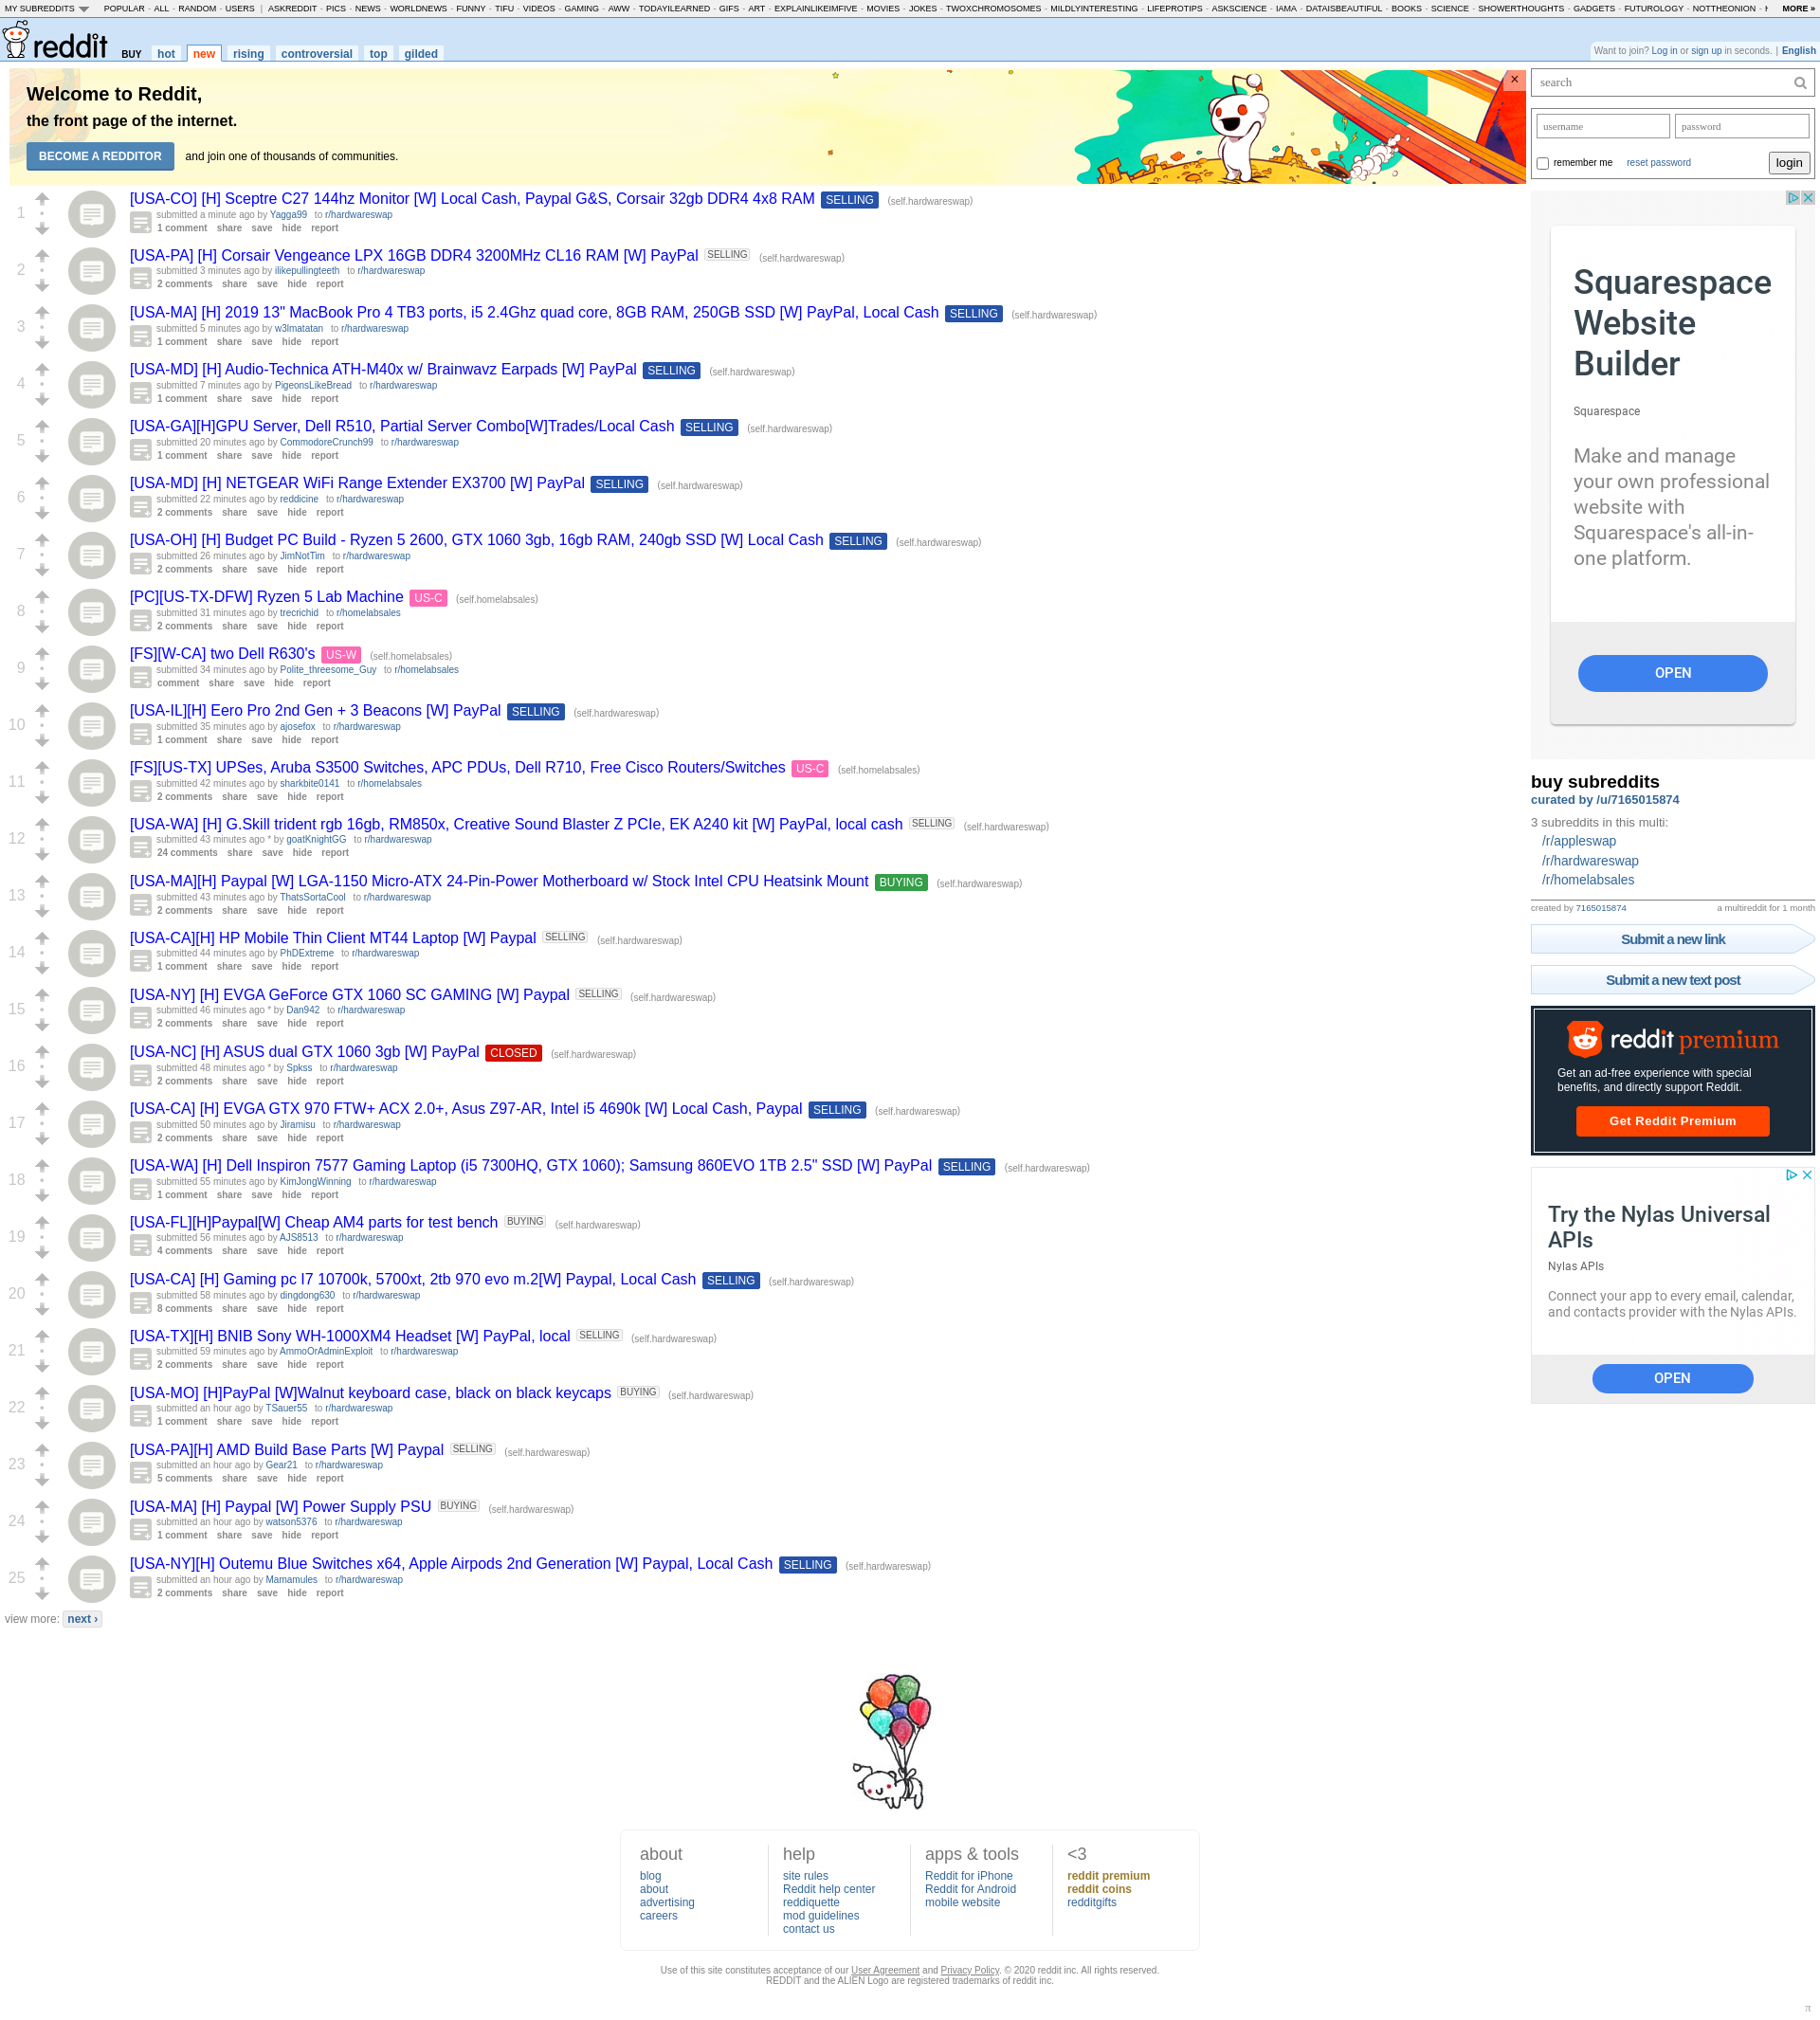 MY SUBREDDITS POPULAR - ALL - RANDOM - USERS | ASKREDDIT - PICS - NEWS - WORLDNEWS - FUNNY - TIFU - VIDEOS - GAMING - AWW - TODAYILEARNED - GIFS - ART - EXPLAINLIKEIMFIVE - MOVIES - JOKES - TWOXCHROMOSOMES - MILDLYINTERESTING - LIFEPROTIPS - ASKSCIENCE - IAMA - DATAISBEAUTIFUL - BOOKS - SCIENCE - SHOWERTHOUGHTS - GADGETS - FUTUROLOGY - NOTTHEONION - MORE »
reddit BUY hot new rising controversial top gilded
Want to join? Log in or sign up in seconds. | English
Welcome to Reddit,
the front page of the internet.
BECOME A REDDITOR and join one of thousands of communities.
×
1
[USA-CO] [H] Sceptre C27 144hz Monitor [W] Local Cash, Paypal G&S, Corsair 32gb DDR4 4x8 RAM SELLING (self.hardwareswap)
submitted a minute ago by Yagga99 to r/hardwareswap
1 comment share save hide report
2
[USA-PA] [H] Corsair Vengeance LPX 16GB DDR4 3200MHz CL16 RAM [W] PayPal SELLING (self.hardwareswap)
submitted 3 minutes ago by ilikepullingteeth to r/hardwareswap
2 comments share save hide report
3
[USA-MA] [H] 2019 13" MacBook Pro 4 TB3 ports, i5 2.4Ghz quad core, 8GB RAM, 250GB SSD [W] PayPal, Local Cash SELLING (self.hardwareswap)
submitted 5 minutes ago by w3lmatatan to r/hardwareswap
1 comment share save hide report
4
[USA-MD] [H] Audio-Technica ATH-M40x w/ Brainwavz Earpads [W] PayPal SELLING (self.hardwareswap)
submitted 7 minutes ago by PigeonsLikeBread to r/hardwareswap
1 comment share save hide report
5
[USA-GA][H]GPU Server, Dell R510, Partial Server Combo[W]Trades/Local Cash SELLING (self.hardwareswap)
submitted 20 minutes ago by CommodoreCrunch99 to r/hardwareswap
1 comment share save hide report
6
[USA-MD] [H] NETGEAR WiFi Range Extender EX3700 [W] PayPal SELLING (self.hardwareswap)
submitted 22 minutes ago by reddicine to r/hardwareswap
2 comments share save hide report
7
[USA-OH] [H] Budget PC Build - Ryzen 5 2600, GTX 1060 3gb, 16gb RAM, 240gb SSD [W] Local Cash SELLING (self.hardwareswap)
submitted 26 minutes ago by JimNotTim to r/hardwareswap
2 comments share save hide report
8
[PC][US-TX-DFW] Ryzen 5 Lab Machine US-C (self.homelabsales)
submitted 31 minutes ago by trecrichid to r/homelabsales
2 comments share save hide report
9
[FS][W-CA] two Dell R630's US-W (self.homelabsales)
submitted 34 minutes ago by Polite_threesome_Guy to r/homelabsales
comment share save hide report
10
[USA-IL][H] Eero Pro 2nd Gen + 3 Beacons [W] PayPal SELLING (self.hardwareswap)
submitted 35 minutes ago by ajosefox to r/hardwareswap
1 comment share save hide report
11
[FS][US-TX] UPSes, Aruba S3500 Switches, APC PDUs, Dell R710, Free Cisco Routers/Switches US-C (self.homelabsales)
submitted 42 minutes ago by sharkbite0141 to r/homelabsales
2 comments share save hide report
12
[USA-WA] [H] G.Skill trident rgb 16gb, RM850x, Creative Sound Blaster Z PCIe, EK A240 kit [W] PayPal, local cash SELLING (self.hardwareswap)
submitted 43 minutes ago * by goatKnightGG to r/hardwareswap
24 comments share save hide report
13
[USA-MA][H] Paypal [W] LGA-1150 Micro-ATX 24-Pin-Power Motherboard w/ Stock Intel CPU Heatsink Mount BUYING (self.hardwareswap)
submitted 43 minutes ago by ThatsSortaCool to r/hardwareswap
2 comments share save hide report
14
[USA-CA][H] HP Mobile Thin Client MT44 Laptop [W] Paypal SELLING (self.hardwareswap)
submitted 44 minutes ago by PhDExtreme to r/hardwareswap
1 comment share save hide report
15
[USA-NY] [H] EVGA GeForce GTX 1060 SC GAMING [W] Paypal SELLING (self.hardwareswap)
submitted 46 minutes ago * by Dan942 to r/hardwareswap
2 comments share save hide report
16
[USA-NC] [H] ASUS dual GTX 1060 3gb [W] PayPal CLOSED (self.hardwareswap)
submitted 48 minutes ago * by Spkss to r/hardwareswap
2 comments share save hide report
17
[USA-CA] [H] EVGA GTX 970 FTW+ ACX 2.0+, Asus Z97-AR, Intel i5 4690k [W] Local Cash, Paypal SELLING (self.hardwareswap)
submitted 50 minutes ago by Jiramisu to r/hardwareswap
2 comments share save hide report
18
[USA-WA] [H] Dell Inspiron 7577 Gaming Laptop (i5 7300HQ, GTX 1060); Samsung 860EVO 1TB 2.5" SSD [W] PayPal SELLING (self.hardwareswap)
submitted 55 minutes ago by KimJongWinning to r/hardwareswap
1 comment share save hide report
19
[USA-FL][H]Paypal[W] Cheap AM4 parts for test bench BUYING (self.hardwareswap)
submitted 56 minutes ago by AJS8513 to r/hardwareswap
4 comments share save hide report
20
[USA-CA] [H] Gaming pc I7 10700k, 5700xt, 2tb 970 evo m.2[W] Paypal, Local Cash SELLING (self.hardwareswap)
submitted 58 minutes ago by dingdong630 to r/hardwareswap
8 comments share save hide report
21
[USA-TX][H] BNIB Sony WH-1000XM4 Headset [W] PayPal, local SELLING (self.hardwareswap)
submitted 59 minutes ago by AmmoOrAdminExploit to r/hardwareswap
2 comments share save hide report
22
[USA-MO] [H]PayPal [W]Walnut keyboard case, black on black keycaps BUYING (self.hardwareswap)
submitted an hour ago by TSauer55 to r/hardwareswap
1 comment share save hide report
23
[USA-PA][H] AMD Build Base Parts [W] Paypal SELLING (self.hardwareswap)
submitted an hour ago by Gear21 to r/hardwareswap
5 comments share save hide report
24
[USA-MA] [H] Paypal [W] Power Supply PSU BUYING (self.hardwareswap)
submitted an hour ago by watson5376 to r/hardwareswap
1 comment share save hide report
25
[USA-NY][H] Outemu Blue Switches x64, Apple Airpods 2nd Generation [W] Paypal, Local Cash SELLING (self.hardwareswap)
submitted an hour ago by Mamamules to r/hardwareswap
2 comments share save hide report
view more: next ›
search
username password
remember me reset password login
Squarespace
Website
Builder
Squarespace
Make and manage
your own professional
website with
Squarespace's all-in-
one platform.
OPEN
buy subreddits
curated by /u/7165015874
3 subreddits in this multi:
/r/appleswap
/r/hardwareswap
/r/homelabsales
created by 7165015874 a multireddit for 1 month
Submit a new link
Submit a new text post
reddit premium
Get an ad-free experience with special
benefits, and directly support Reddit.
Get Reddit Premium
Try the Nylas Universal
APIs
Nylas APIs
Connect your app to every email, calendar,
and contacts provider with the Nylas APIs.
OPEN
about
blog
about
advertising
careers
help
site rules
Reddit help center
reddiquette
mod guidelines
contact us
apps & tools
Reddit for iPhone
Reddit for Android
mobile website
<3
reddit premium
reddit coins
redditgifts
Use of this site constitutes acceptance of our User Agreement and Privacy Policy. © 2020 reddit inc. All rights reserved.
REDDIT and the ALIEN Logo are registered trademarks of reddit inc.
π